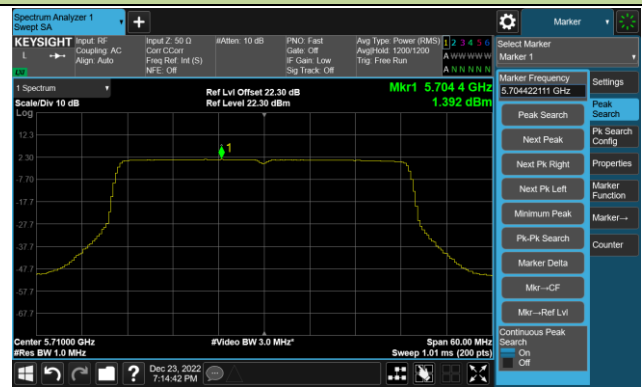 Spectrum Analyzer 1
Swept SA
Marker
KEYSIGHT
L
Input: RF
Coupling: AC
Align: Auto
Input Z: 50 Ω
Corr CCorr
Freq Ref: Int (S)
NFE: Off
#Atten: 10 dB
PNO: Fast
Gate: Off
IF Gain: Low
Sig Track: Off
Avg Type: Power (RMS)
Avg|Hold: 1200/1200
Trig: Free Run
1 2 3 4 5 6
A W W W W W
A N N N N N
Select Marker
Marker 1
1 Spectrum
Scale/Div 10 dB
Log
Ref Lvl Offset 22.30 dB
Ref Level 22.30 dBm
Mkr1 5.704 4 GHz
1.392 dBm
Marker Frequency
5.704422111 GHz
Peak Search
Next Peak
Next Pk Right
Next Pk Left
Minimum Peak
Pk-Pk Search
Marker Delta
Mkr→CF
Mkr→Ref Lvl
Continuous Peak
Search
On
Off
Settings
Peak
Search
Pk Search
Config
Properties
Marker
Function
Marker→
Counter
1
12.3
2.30
-7.70
-17.7
-27.7
-37.7
-47.7
-57.7
-67.7
Center 5.71000 GHz
#Res BW 1.0 MHz
#Video BW 3.0 MHz*
Span 60.00 MHz
Sweep 1.01 ms (200 pts)
?
Dec 23, 2022
7:14:42 PM